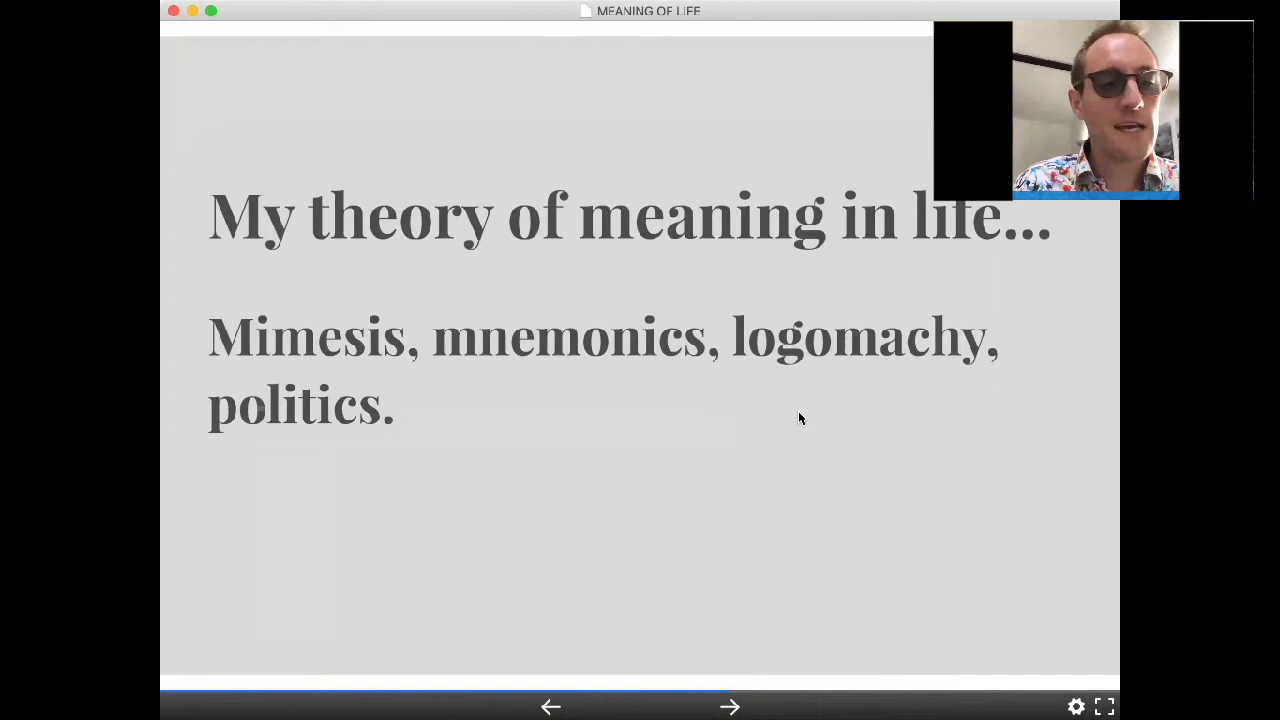 MEANING OF LIFE
My theory of meaning in life...
Mimesis, mnemonics, logomachy,
politics.